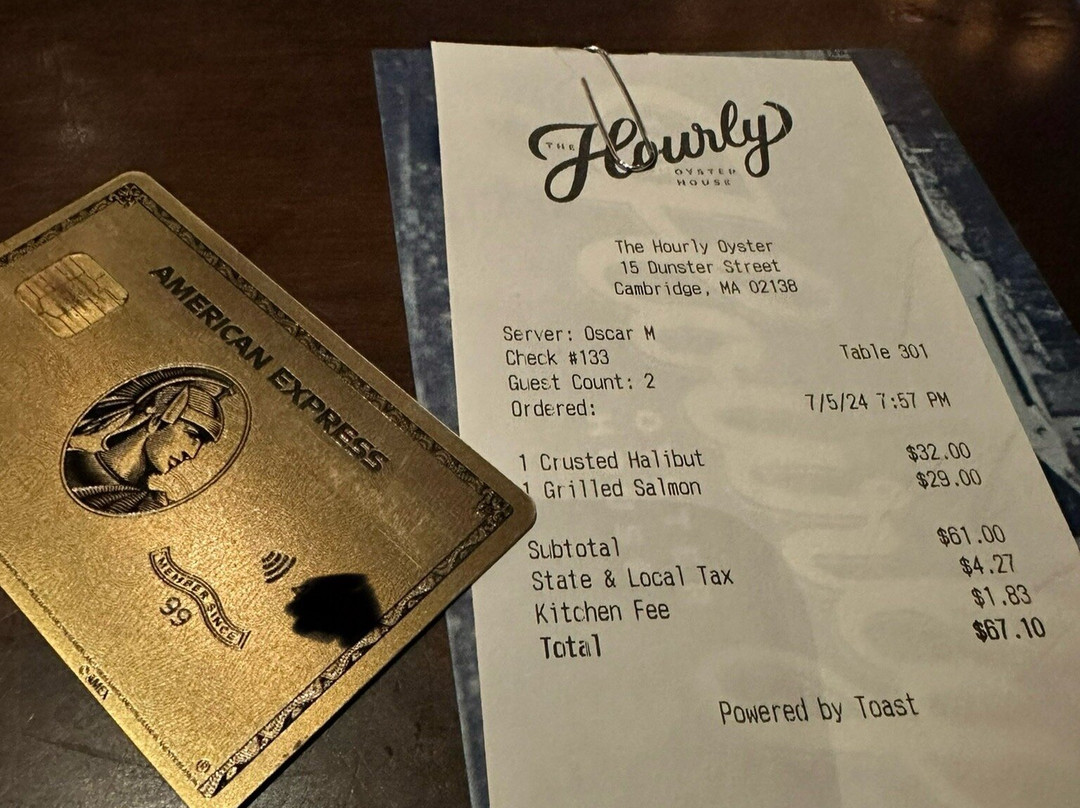 AMERICAN EXPRESS
MEMBER SINCE
99
AMEX
THE Hourly
OYSTER
HOUSE
The Hourly Oyster
15 Dunster Street
Cambridge, MA 02138
Server: Oscar M
Check #133 Table 301
Guest Count: 2
Ordered: 7/5/24 7:57 PM
1 Crusted Halibut $32.00
1 Grilled Salmon $29.00
Subtotal $61.00
State & Local Tax $4.27
Kitchen Fee $1.83
Total $67.10
Powered by Toast